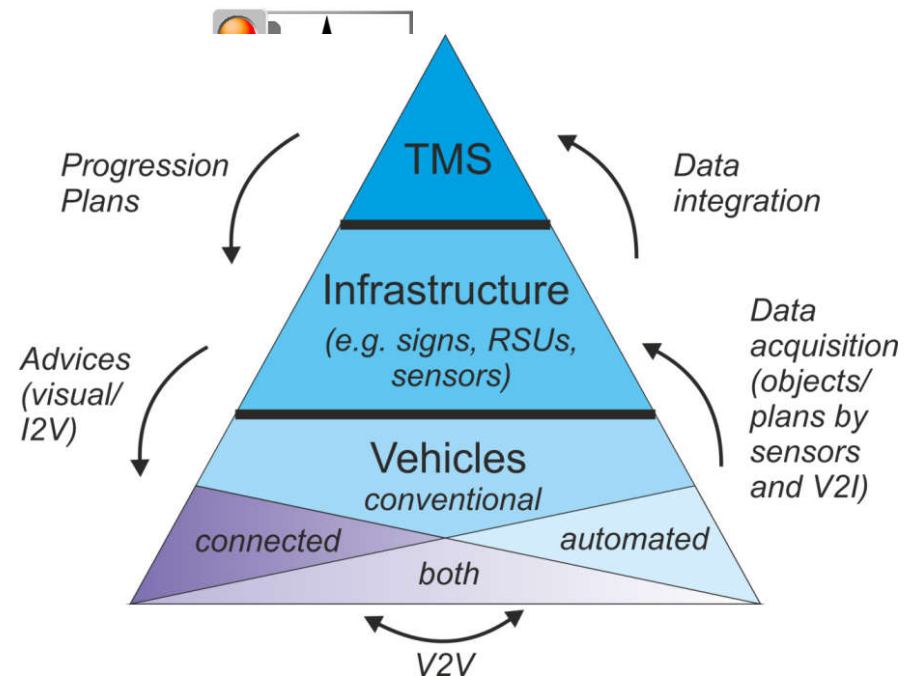 TMS
Progression
Plans
Data
integration
Infrastructure
(e.g. signs, RSUs,
sensors)
Advices
(visual/
I2V)
Data
acquisition
(objects/
plans by
sensors
and V2I)
Vehicles
conventional
connected
automated
both
V2V